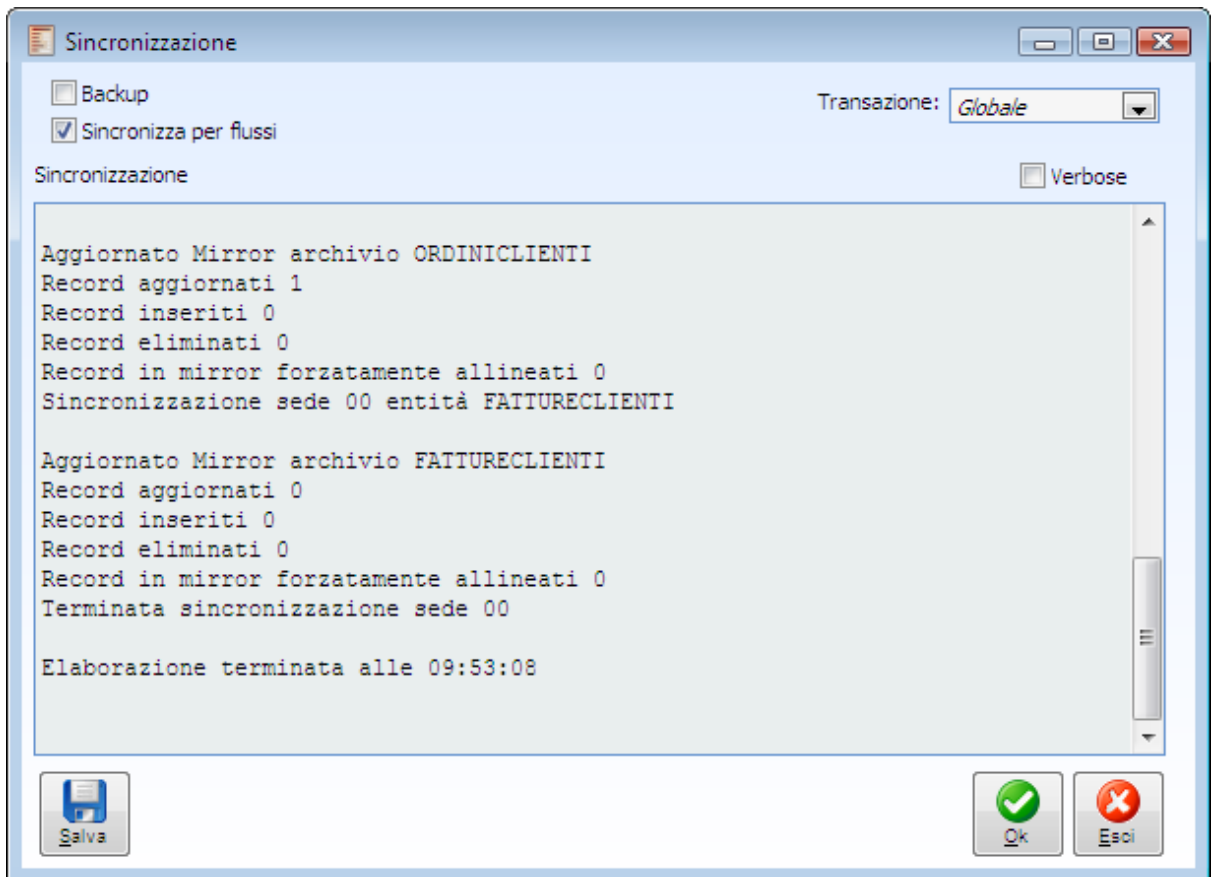 Sincronizzazione
Backup
Transazione: Globale
Sincronizza per flussi
Sincronizzazione
Verbose
Aggiornato Mirror archivio ORDINICLIENTI
Record aggiornati 1
Record inseriti 0
Record eliminati 0
Record in mirror forzatamente allineati 0
Sincronizzazione sede 00 entità FATTURECLIENTI
Aggiornato Mirror archivio FATTURECLIENTI
Record aggiornati 0
Record inseriti 0
Record eliminati 0
Record in mirror forzatamente allineati 0
Terminata sincronizzazione sede 00
Elaborazione terminata alle 09:53:08
Salva
Ok
Esci